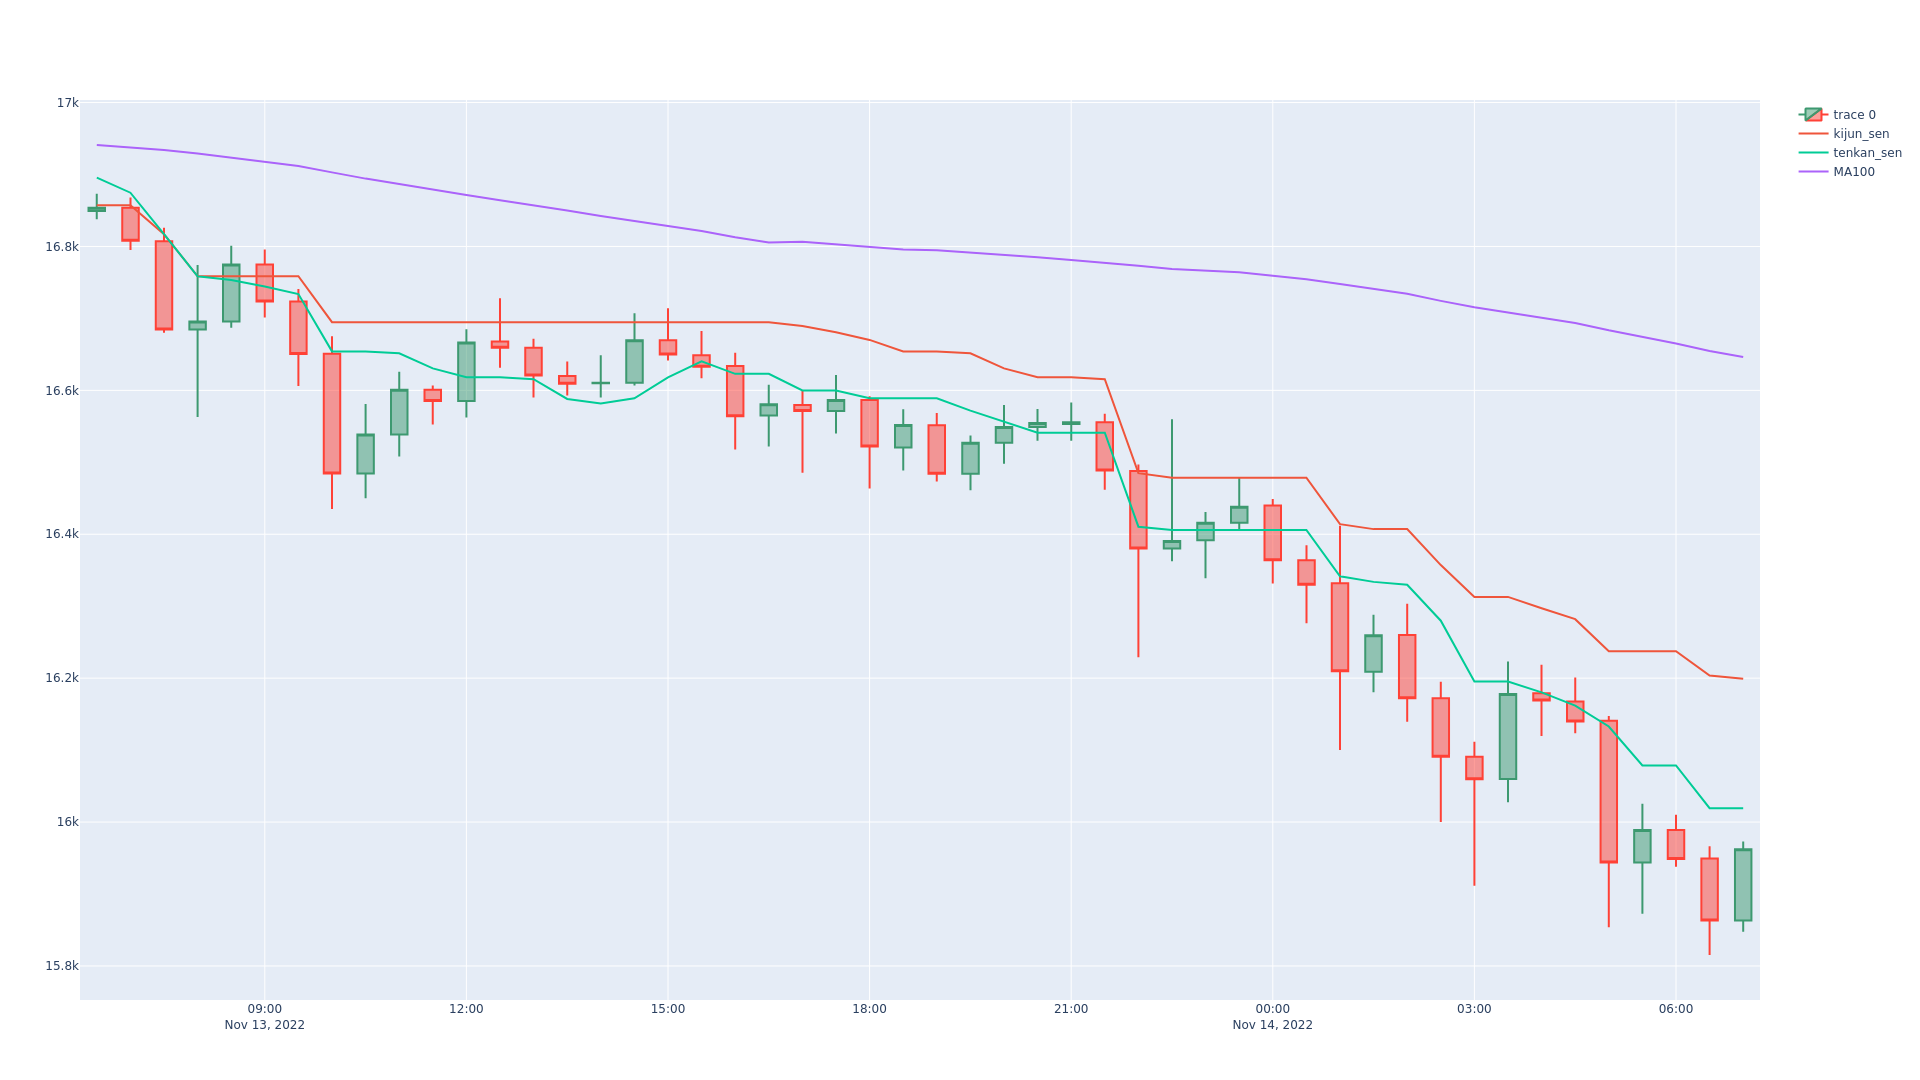 17k
16.8k
16.6k
16.4k
16.2k
16k
15.8k
09:00
Nov 13, 2022
12:00
15:00
18:00
21:00
00:00
Nov 14, 2022
03:00
06:00
trace 0
kijun_sen
tenkan_sen
MA100